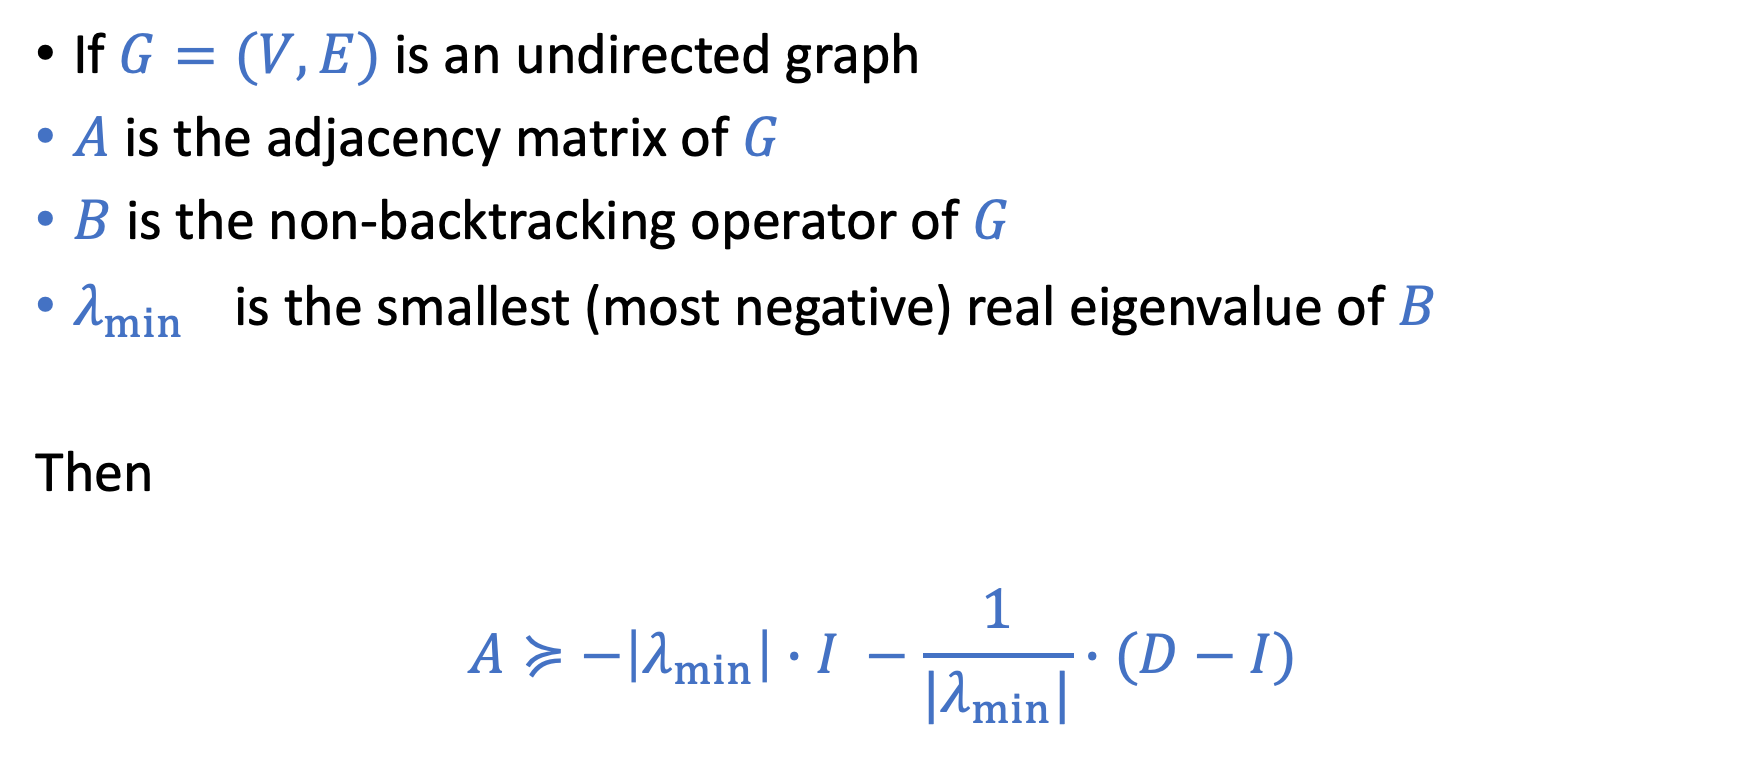 • If G = (V, E) is an undirected graph
• A is the adjacency matrix of G
• B is the non-backtracking operator of G
• λ_min is the smallest (most negative) real eigenvalue of B
Then
A ≽ −|λ_min| · I − 1/|λ_min| · (D − I)